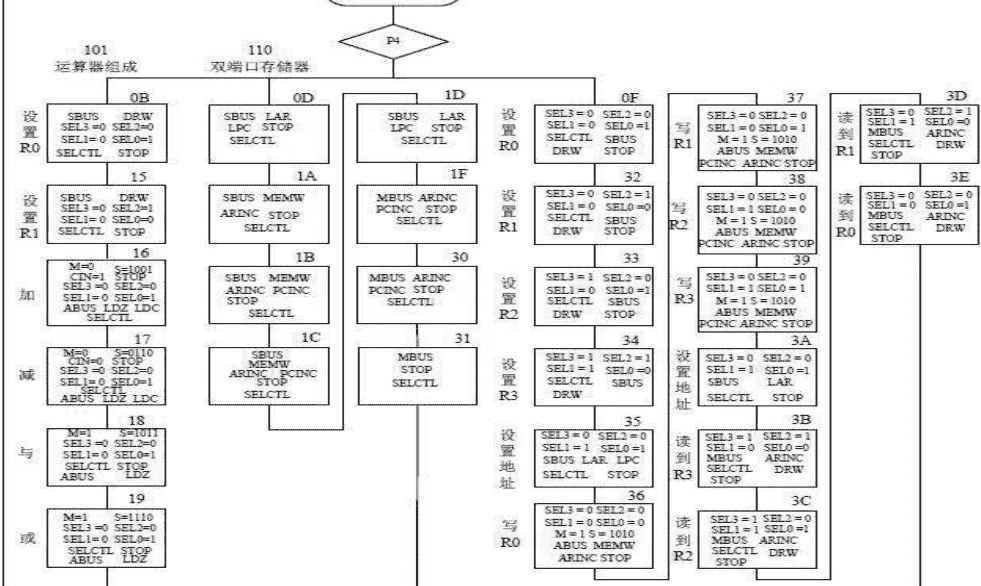 P4
101
运算器组成
110
双端口存储器
设置R0
0B
SBUS DRW
SEL3=0 SEL2=0
SEL1=0 SEL0=1
SELCTL STOP
设置R1
15
SBUS DRW
SEL3=0 SEL2=1
SEL1=0 SEL0=0
SELCTL STOP
加
16
M=0 S=1001
CIN=1 STOP
SEL3=0 SEL2=0
SEL1=0 SEL0=1
ABUS LDZ LDC
SELCTL
减
17
M=0 S=0110
CIN=0 STOP
SEL3=0 SEL2=0
SEL1=0 SEL0=1
SELCTL
ABUS LDZ LDC
与
18
M=1 S=1011
SEL3=0 SEL2=0
SEL1=0 SEL0=1
SELCTL STOP
ABUS LDZ
或
19
M=1 S=1110
SEL3=0 SEL2=0
SEL1=0 SEL0=1
SELCTL STOP
ABUS LDZ
0D
SBUS LAR
LPC STOP
SELCTL
1A
SBUS MEMW
ARINC STOP
SELCTL
1B
SBUS MEMW
ARINC PCINC
STOP
SELCTL
1C
SBUS
MEMW
ARINC PCINC
STOP
SELCTL
1D
SBUS LAR
LPC STOP
SELCTL
1F
MBUS ARINC
PCINC STOP
SELCTL
30
MBUS ARINC
PCINC STOP
SELCTL
31
MBUS
STOP
SELCTL
设置R0
0F
SEL3=0 SEL2=0
SEL1=0 SEL0=1
SELCTL SBUS
DRW STOP
设置R1
32
SEL3=0 SEL2=1
SEL1=0 SEL0=0
SELCTL SBUS
DRW STOP
设置R2
33
SEL3=1 SEL2=0
SEL1=0 SEL0=1
SELCTL SBUS
DRW STOP
设置R3
34
SEL3=1 SEL2=1
SEL1=1 SEL0=0
SELCTL SBUS
DRW
设置地址
35
SEL3=0 SEL2=0
SEL1=1 SEL0=1
SBUS LAR LPC
SELCTL STOP
写R0
36
SEL3=0 SEL2=0
SEL1=0 SEL0=0
M=1 S=1010
ABUS MEMW
ARINC STOP
写R1
37
SEL3=0 SEL2=0
SEL1=0 SEL0=1
M=1 S=1010
ABUS MEMW
PCINC ARINC STOP
写R2
38
SEL3=0 SEL2=0
SEL1=1 SEL0=0
M=1 S=1010
ABUS MEMW
PCINC ARINC STOP
写R3
39
SEL3=0 SEL2=0
SEL1=1 SEL0=1
M=1 S=1010
ABUS MEMW
PCINC ARINC STOP
设置地址
3A
SEL3=0 SEL2=0
SEL1=1 SEL0=1
SBUS LAR
SELCTL STOP
读到R3
3B
SEL3=1 SEL2=1
SEL1=0 SEL0=0
MBUS ARINC
SELCTL DRW
STOP
读到R2
3C
SEL3=1 SEL2=0
SEL1=1 SEL0=1
MBUS ARINC
SELCTL DRW
STOP
读到R1
3D
SEL3=0 SEL2=1
SEL1=1 SEL0=0
MBUS ARINC
SELCTL DRW
STOP
读到R0
3E
SEL3=0 SEL2=0
SEL1=0 SEL0=1
MBUS ARINC
SELCTL DRW
STOP